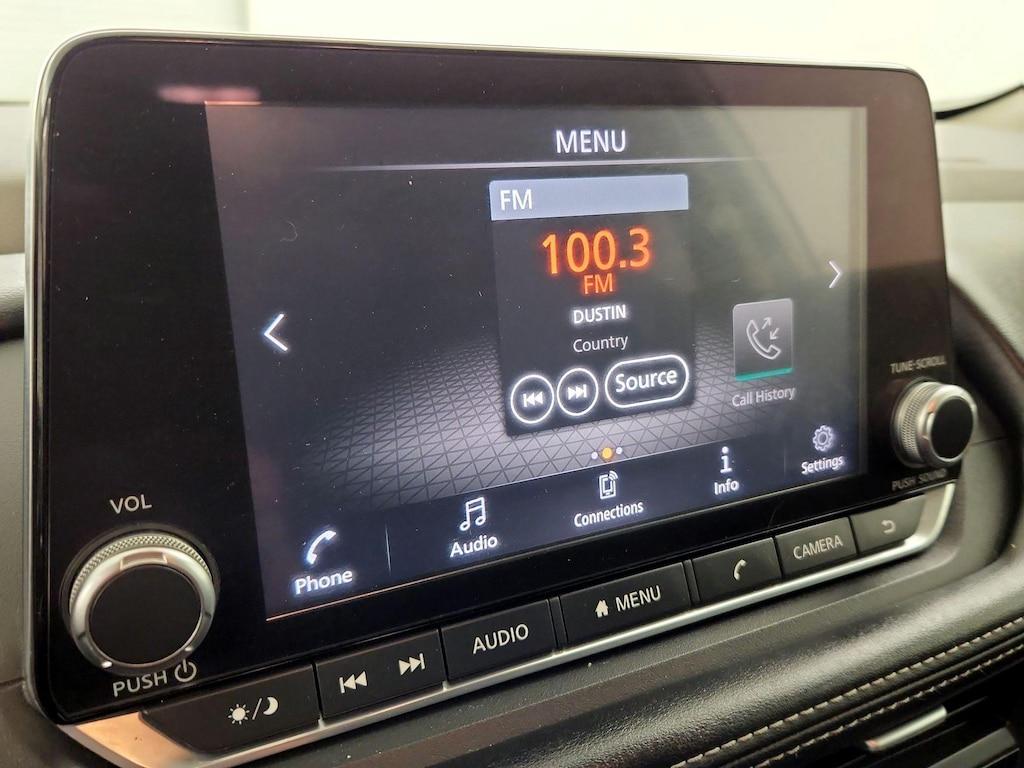 MENU
FM
100.3
FM
DUSTIN
Country
Source
Call History
Phone
Audio
Connections
Info
Settings
VOL
PUSH
TUNE·SCROLL
PUSH SOUND
AUDIO
MENU
CAMERA